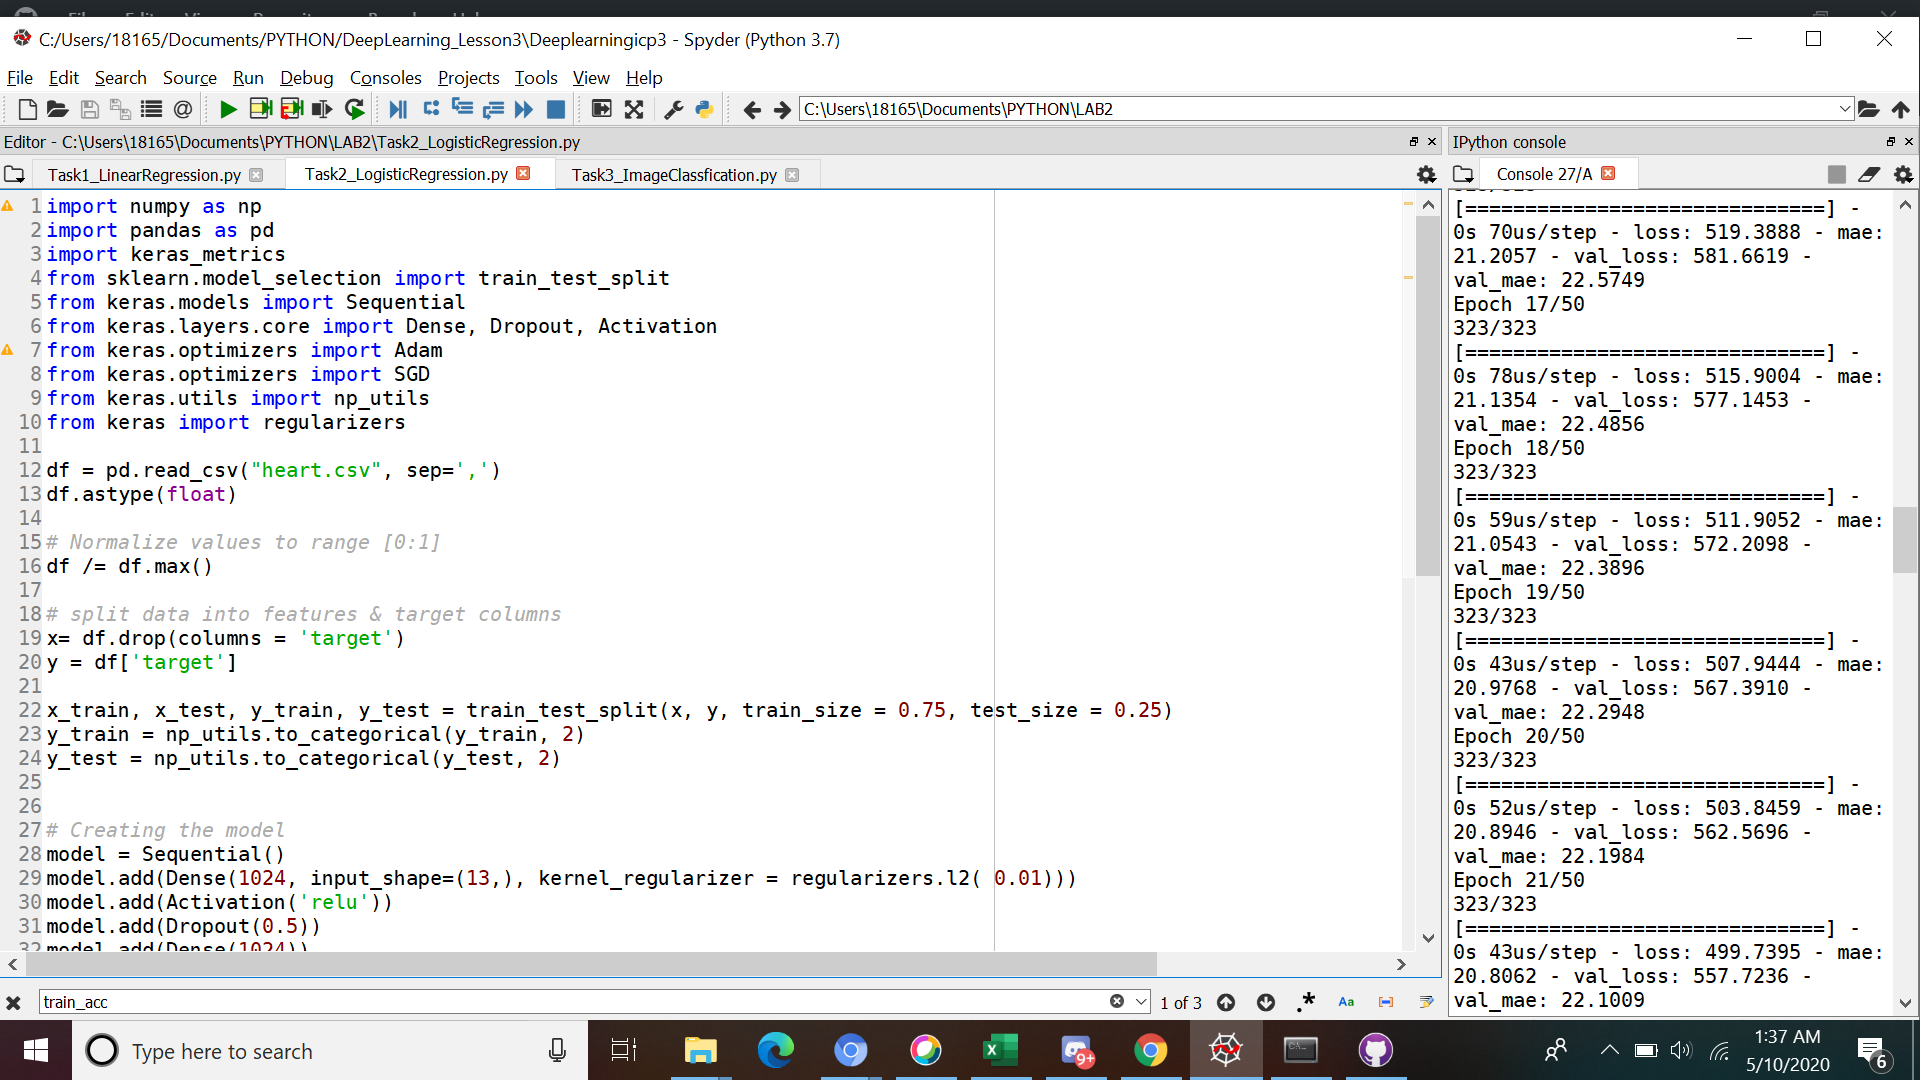 C:/Users/18165/Documents/PYTHON/DeepLearning_Lesson3\Deeplearningicp3 - Spyder (Python 3.7)
File Edit Search Source Run Debug Consoles Projects Tools View Help
C:\Users\18165\Documents\PYTHON\LAB2
Editor - C:\Users\18165\Documents\PYTHON\LAB2\Task2_LogisticRegression.py
Task1_LinearRegression.py Task2_LogisticRegression.py Task3_ImageClassfication.py
1 import numpy as np
2 import pandas as pd
3 import keras_metrics
4 from sklearn.model_selection import train_test_split
5 from keras.models import Sequential
6 from keras.layers.core import Dense, Dropout, Activation
7 from keras.optimizers import Adam
8 from keras.optimizers import SGD
9 from keras.utils import np_utils
10 from keras import regularizers
11
12 df = pd.read_csv("heart.csv", sep=',')
13 df.astype(float)
14
15 # Normalize values to range [0:1]
16 df /= df.max()
17
18 # split data into features & target columns
19 x= df.drop(columns = 'target')
20 y = df['target']
21
22 x_train, x_test, y_train, y_test = train_test_split(x, y, train_size = 0.75, test_size = 0.25)
23 y_train = np_utils.to_categorical(y_train, 2)
24 y_test = np_utils.to_categorical(y_test, 2)
25
26
27 # Creating the model
28 model = Sequential()
29 model.add(Dense(1024, input_shape=(13,), kernel_regularizer = regularizers.l2( 0.01)))
30 model.add(Activation('relu'))
31 model.add(Dropout(0.5))
32 model.add(Dense(1024))
train_acc
1 of 3
.*
Aa
IPython console
Console 27/A
323/323
[==============================] -
0s 70us/step - loss: 519.3888 - mae:
21.2057 - val_loss: 581.6619 -
val_mae: 22.5749
Epoch 17/50
323/323
[==============================] -
0s 78us/step - loss: 515.9004 - mae:
21.1354 - val_loss: 577.1453 -
val_mae: 22.4856
Epoch 18/50
323/323
[==============================] -
0s 59us/step - loss: 511.9052 - mae:
21.0543 - val_loss: 572.2098 -
val_mae: 22.3896
Epoch 19/50
323/323
[==============================] -
0s 43us/step - loss: 507.9444 - mae:
20.9768 - val_loss: 567.3910 -
val_mae: 22.2948
Epoch 20/50
323/323
[==============================] -
0s 52us/step - loss: 503.8459 - mae:
20.8946 - val_loss: 562.5696 -
val_mae: 22.1984
Epoch 21/50
323/323
[==============================] -
0s 43us/step - loss: 499.7395 - mae:
20.8062 - val_loss: 557.7236 -
val_mae: 22.1009
Type here to search
9+
1:37 AM
5/10/2020
6